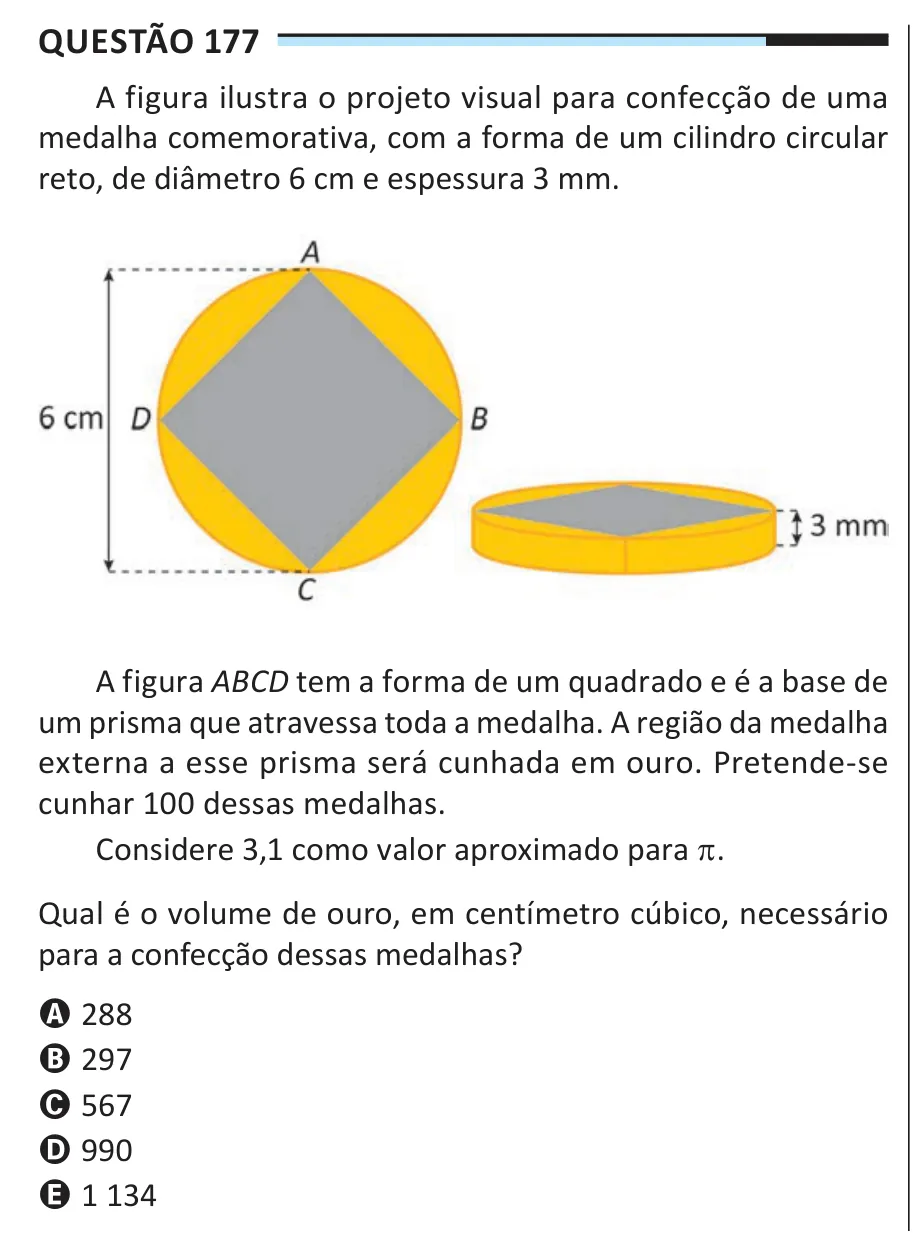 QUESTÃO 177
A figura ilustra o projeto visual para confecção de uma
medalha comemorativa, com a forma de um cilindro circular
reto, de diâmetro 6 cm e espessura 3 mm.
A
6 cm
D
B
3 mm
C
A figura ABCD tem a forma de um quadrado e é a base de
um prisma que atravessa toda a medalha. A região da medalha
externa a esse prisma será cunhada em ouro. Pretende-se
cunhar 100 dessas medalhas.
Considere 3,1 como valor aproximado para π.
Qual é o volume de ouro, em centímetro cúbico, necessário
para a confecção dessas medalhas?
A 288
B 297
C 567
D 990
E 1 134